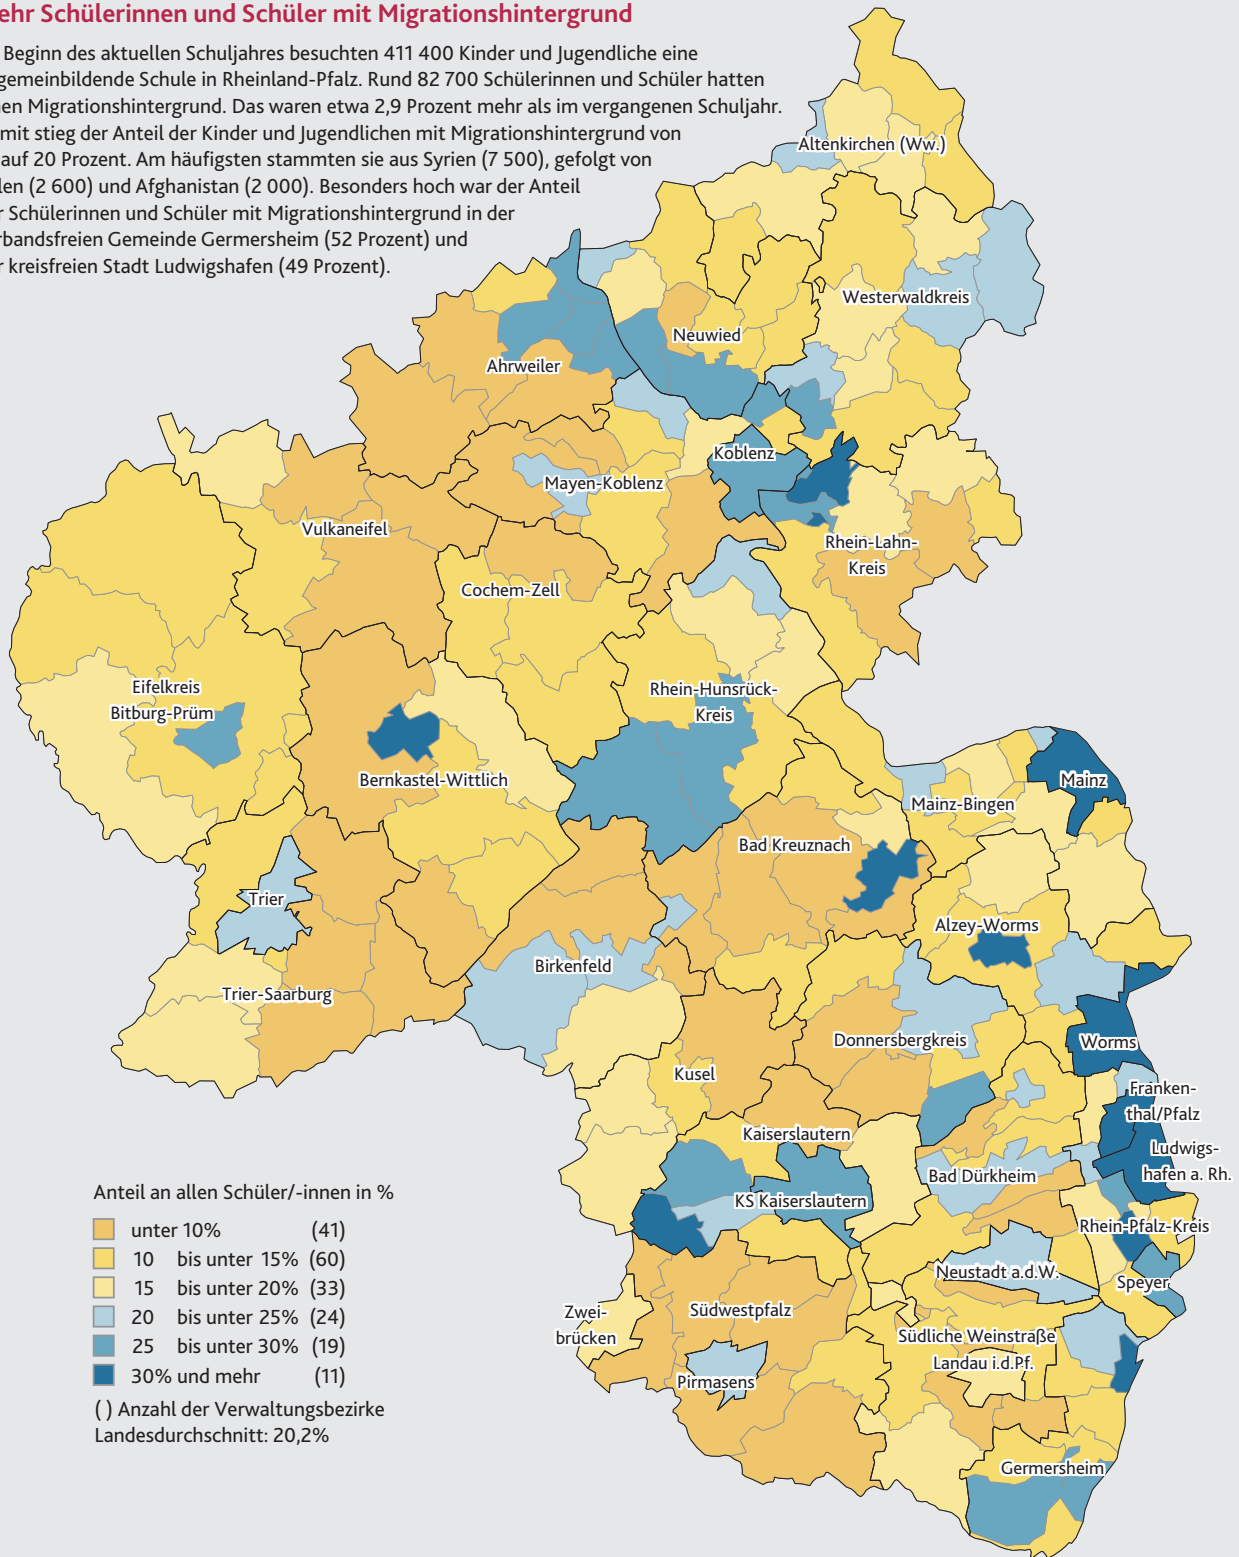 ehr Schülerinnen und Schüler mit Migrationshintergrund
Beginn des aktuellen Schuljahres besuchten 411 400 Kinder und Jugendliche eine
gemeinbildende Schule in Rheinland-Pfalz. Rund 82 700 Schülerinnen und Schüler hatten
en Migrationshintergrund. Das waren etwa 2,9 Prozent mehr als im vergangenen Schuljahr.
mit stieg der Anteil der Kinder und Jugendlichen mit Migrationshintergrund von
auf 20 Prozent. Am häufigsten stammten sie aus Syrien (7 500), gefolgt von
len (2 600) und Afghanistan (2 000). Besonders hoch war der Anteil
r Schülerinnen und Schüler mit Migrationshintergrund in der
rbandsfreien Gemeinde Germersheim (52 Prozent) und
r kreisfreien Stadt Ludwigshafen (49 Prozent).
Altenkirchen (Ww.)
Westerwaldkreis
Neuwied
Ahrweiler
Koblenz
Mayen-Koblenz
Vulkaneifel
Rhein-Lahn-
Kreis
Cochem-Zell
Eifelkreis
Bitburg-Prüm
Rhein-Hunsrück-
Kreis
Bernkastel-Wittlich
Mainz
Mainz-Bingen
Bad Kreuznach
Trier
Alzey-Worms
Birkenfeld
Trier-Saarburg
Donnersbergkreis
Worms
Kusel
Franken-
thal/Pfalz
Kaiserslautern
Ludwigs-
hafen a. Rh.
Bad Dürkheim
KS Kaiserslautern
Rhein-Pfalz-Kreis
Neustadt a.d.W.
Speyer
Zwei-
brücken
Südwestpfalz
Südliche Weinstraße
Landau i.d.Pf.
Pirmasens
Germersheim
Anteil an allen Schüler/-innen in %
unter 10% (41)
10 bis unter 15% (60)
15 bis unter 20% (33)
20 bis unter 25% (24)
25 bis unter 30% (19)
30% und mehr (11)
( ) Anzahl der Verwaltungsbezirke
Landesdurchschnitt: 20,2%